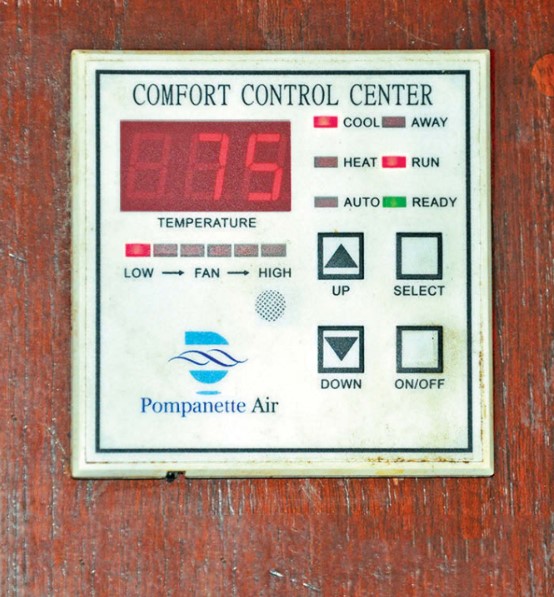 COMFORT CONTROL CENTER
COOL AWAY
75
HEAT RUN
AUTO READY
TEMPERATURE
LOW → FAN → HIGH
UP SELECT
DOWN ON/OFF
Pompanette Air